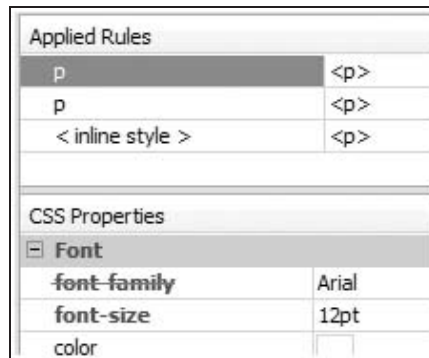 Applied Rules
p <p>
p <p>
< inline style > <p>
CSS Properties
Font
font-family Arial
font-size 12pt
color